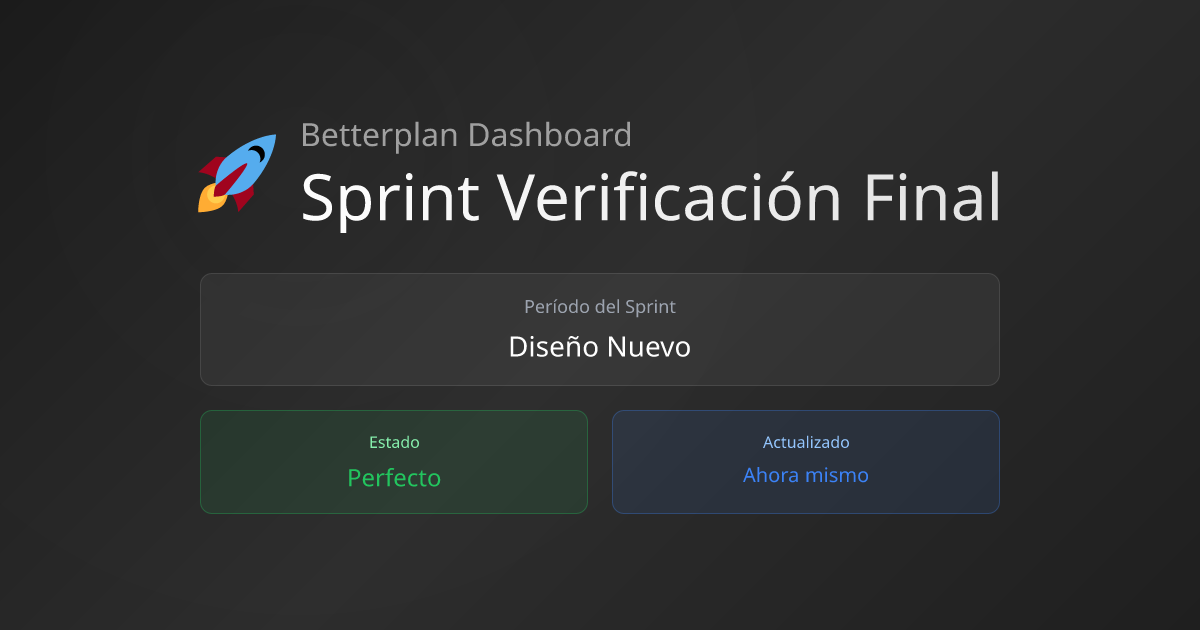 Betterplan Dashboard
Sprint Verificación Final
Período del Sprint
Diseño Nuevo
Estado
Perfecto
Actualizado
Ahora mismo